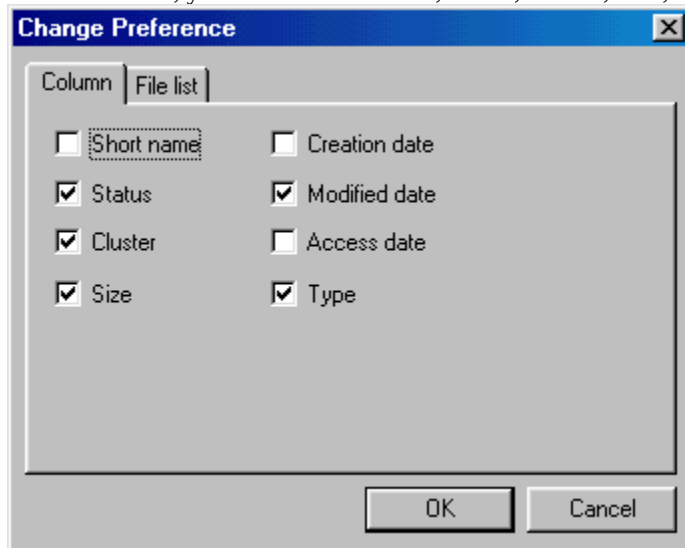 Change Preference
Column File list
Short name Creation date
Status Modified date
Cluster Access date
Size Type
OK Cancel